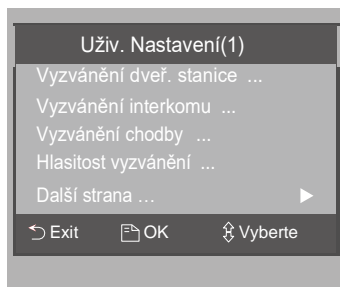 Uživ. Nastavení(1)
Vyzvánění dveř. stanice ...
Vyzvánění interkomu ...
Vyzvánění chodby ...
Hlasitost vyzvánění ...
Další strana ...
Exit OK Vyberte